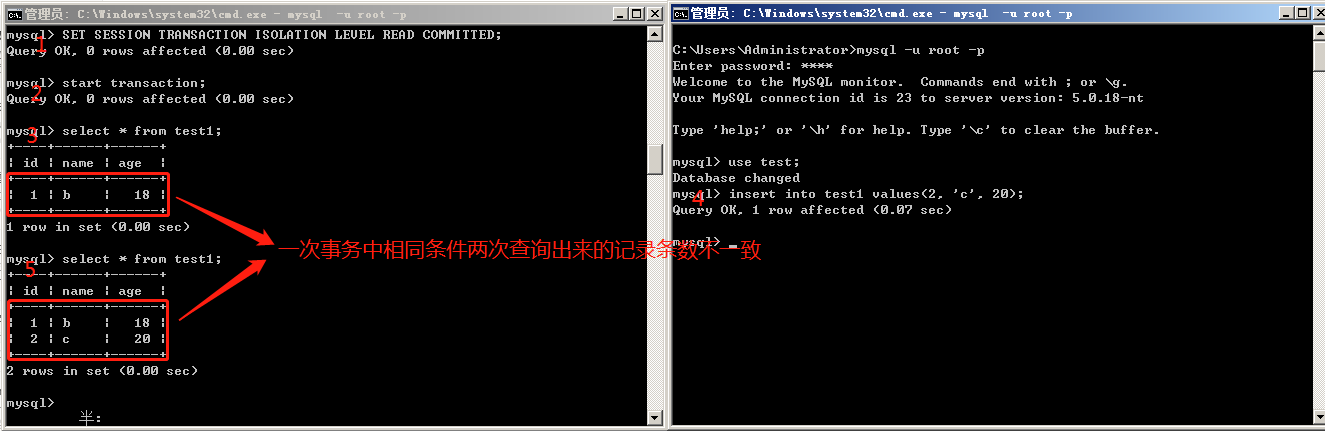 管理员: C:\Windows\system32\cmd.exe - mysql  -u root -p
mysql> SET SESSION TRANSACTION ISOLATION LEVEL READ COMMITTED;
1
Query OK, 0 rows affected (0.00 sec)
mysql> start transaction;
2
Query OK, 0 rows affected (0.00 sec)
mysql> select * from test1;
3
+----+------+------+
| id | name | age  |
+----+------+------+
|  1 | b    |   18 |
+----+------+------+
1 row in set (0.00 sec)
mysql> select * from test1;
5
+----+------+------+
| id | name | age  |
+----+------+------+
|  1 | b    |   18 |
|  2 | c    |   20 |
+----+------+------+
2 rows in set (0.00 sec)
mysql>
半:
一次事务中相同条件两次查询出来的记录条数不一致
管理员: C:\Windows\system32\cmd.exe - mysql  -u root -p
C:\Users\Administrator>mysql -u root -p
Enter password: ****
Welcome to the MySQL monitor.  Commands end with ; or \g.
Your MySQL connection id is 23 to server version: 5.0.18-nt
Type 'help;' or '\h' for help. Type '\c' to clear the buffer.
mysql> use test;
Database changed
mysql> insert into test1 values(2, 'c', 20);
4
Query OK, 1 row affected (0.07 sec)
mysql> _